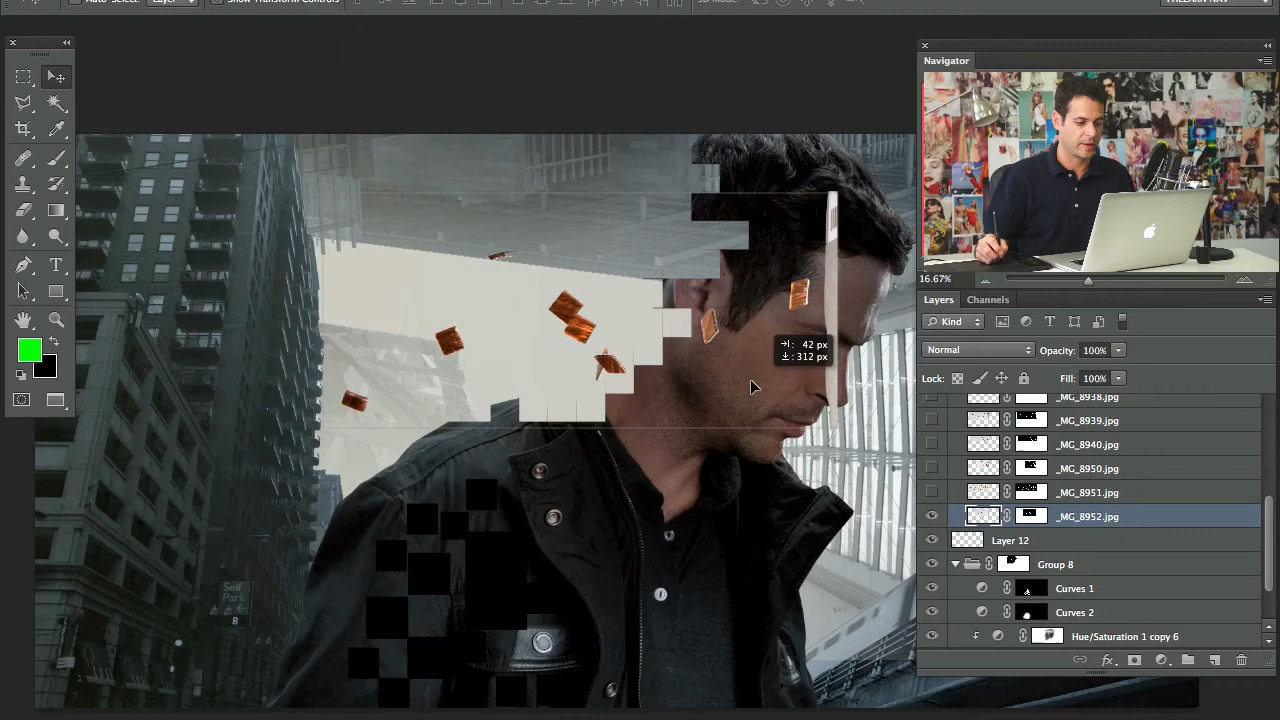 Auto-Select: Layer Show Transform Controls 3D Mode:
Navigator
16.67%
Layers Channels
Kind
Normal Opacity: 100%
Lock: Fill: 100%
_MG_8938.jpg
_MG_8939.jpg
_MG_8940.jpg
_MG_8950.jpg
_MG_8951.jpg
_MG_8952.jpg
Layer 12
Group 8
Curves 1
Curves 2
Hue/Saturation 1 copy 6
42 px
312 px
Self
Park
R